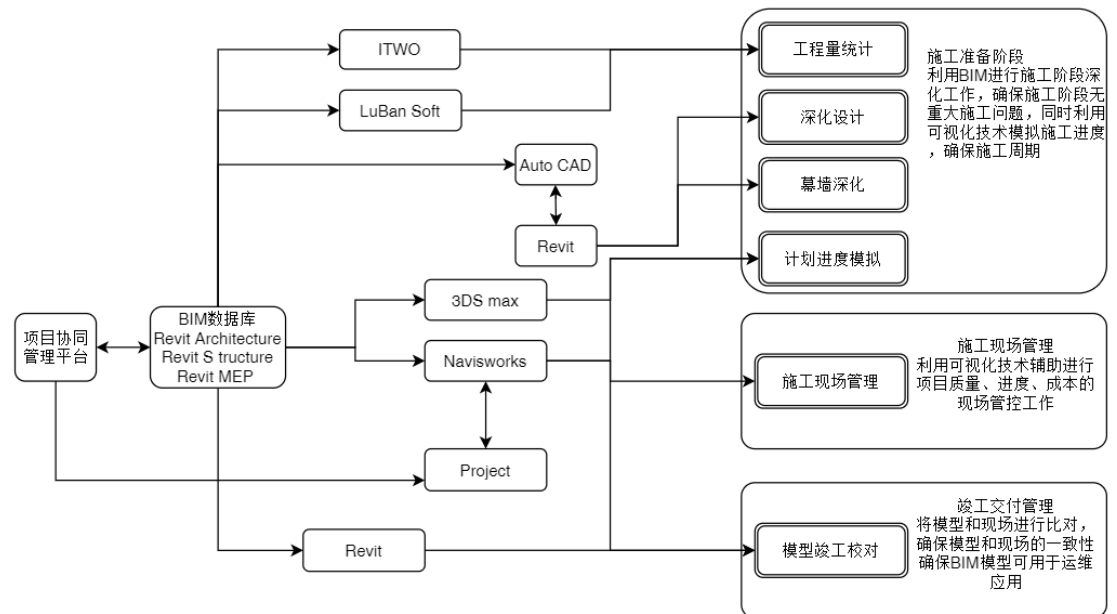 ITWO
LuBan Soft
Auto CAD
Revit
项目协同
管理平台
BIM数据库
Revit Architecture
Revit S tructure
Revit MEP
3DS max
Navisworks
Project
Revit
工程量统计
深化设计
幕墙深化
计划进度模拟
施工准备阶段
利用BIM进行施工阶段深
化工作，确保施工阶段无
重大施工问题，同时利用
可视化技术模拟施工进度
，确保施工周期
施工现场管理
施工现场管理
利用可视化技术辅助进行
项目质量、进度、成本的
现场管控工作
模型竣工校对
竣工交付管理
将模型和现场进行比对，
确保模型和现场的一致性
确保BIM模型可用于运维
应用